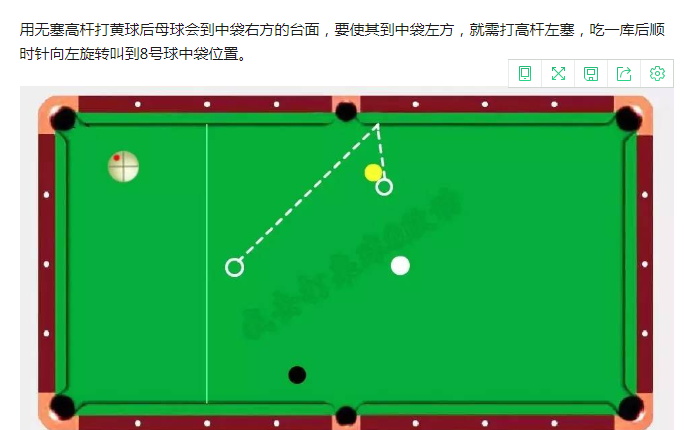 用无塞高杆打黄球后母球会到中袋右方的台面，要使其到中袋左方，就需打高杆左塞，吃一库后顺
时针向左旋转叫到8号球中袋位置。